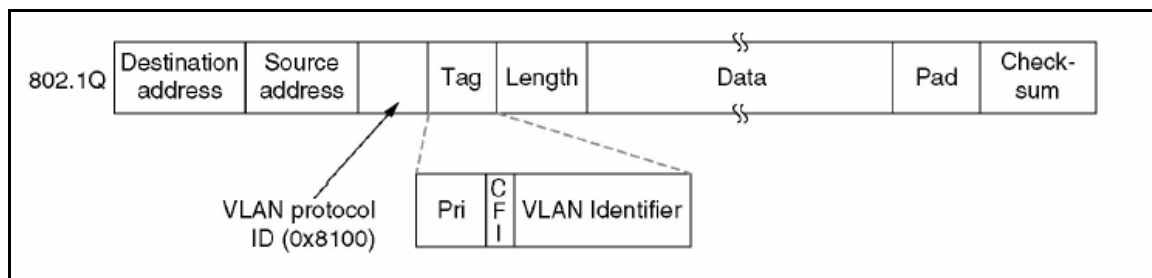 802.1Q
Destination
address
Source
address
Tag
Length
Data
Pad
Check-
sum
VLAN protocol
ID (0x8100)
Pri
C
F
I
VLAN Identifier